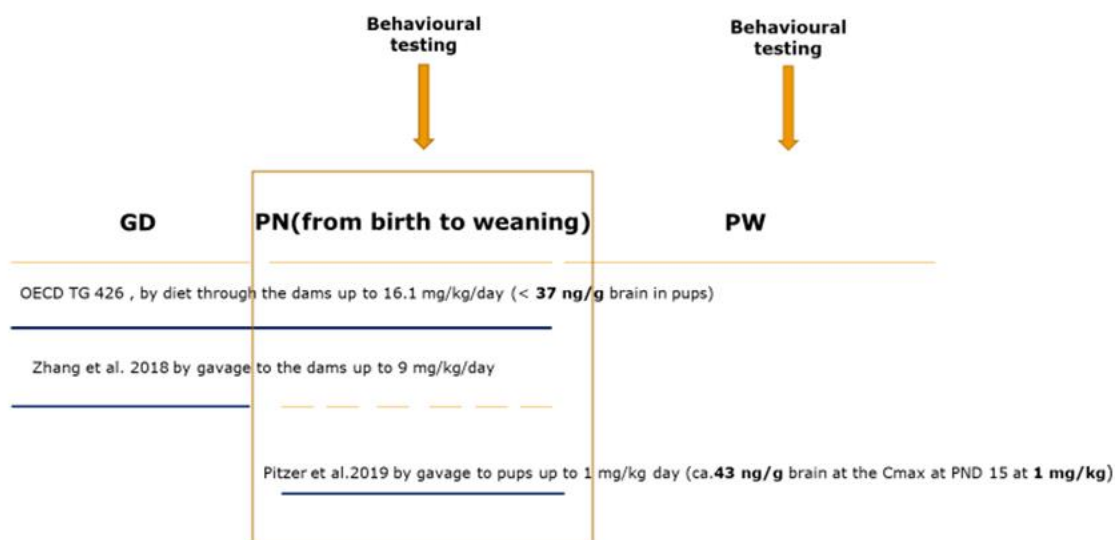 Behavioural
testing
Behavioural
testing
GD
PN(from birth to weaning)
PW
OECD TG 426 , by diet through the dams up to 16.1 mg/kg/day (< 37 ng/g brain in pups)
Zhang et al. 2018 by gavage to the dams up to 9 mg/kg/day
Pitzer et al.2019 by gavage to pups up to 1 mg/kg day (ca.43 ng/g brain at the Cmax at PND 15 at 1 mg/kg)